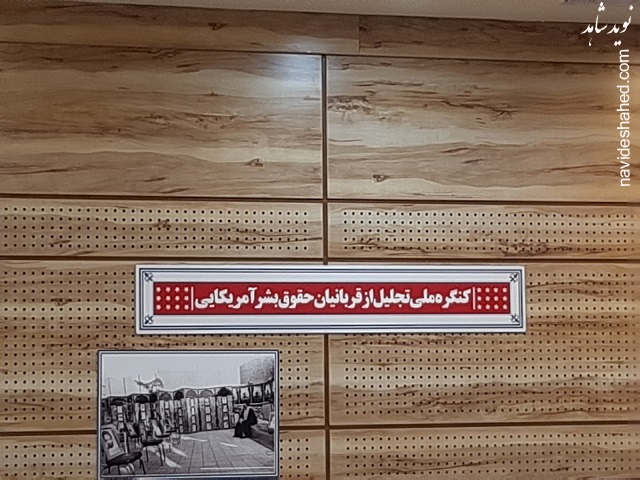 نوید شاهد
navideshahed.com
کنگره ملی تجلیل از قربانیان حقوق بشر آمریکایی